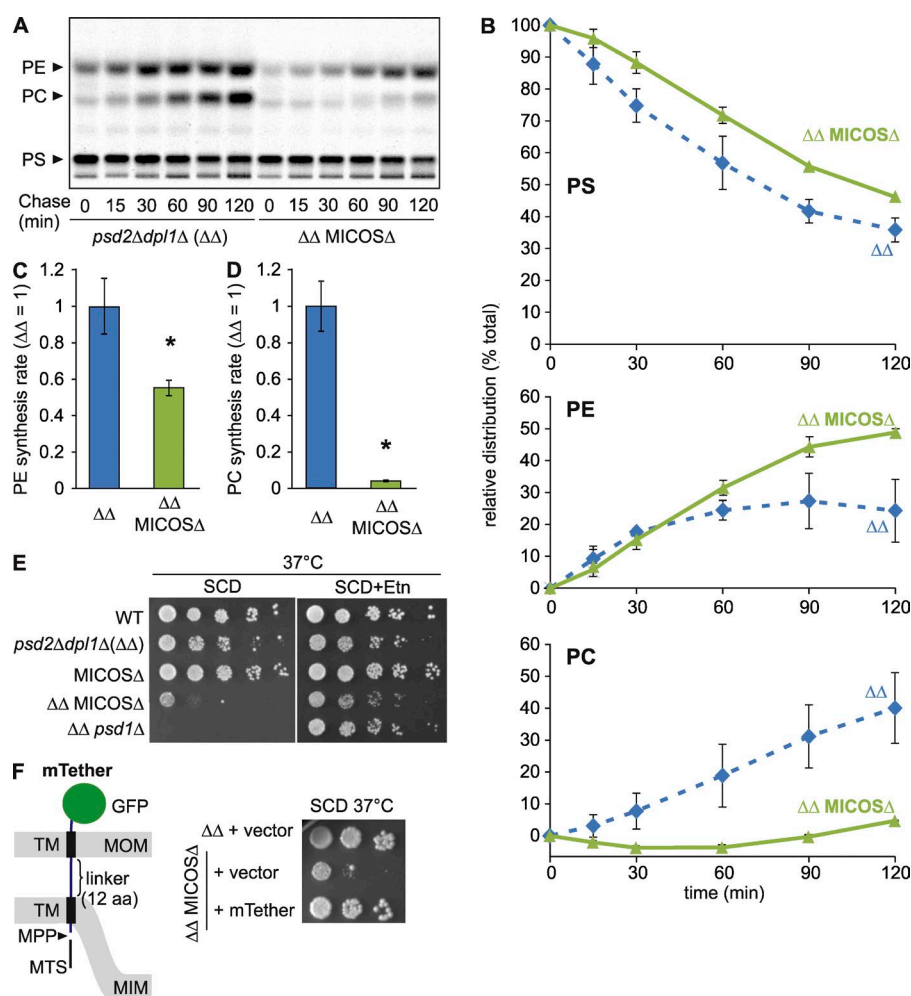 A
PE
PC
PS
Chase (min)
0 15 30 60 90 120 0 15 30 60 90 120
psd2Δdpl1Δ (ΔΔ)
ΔΔ MICOSΔ
B
relative distribution (% total)
100
90
80
70
60
50
40
30
20
10
0
PS
ΔΔ MICOSΔ
ΔΔ
0 30 60 90 120
60
50
40
30
20
10
0
PE
ΔΔ MICOSΔ
ΔΔ
0 30 60 90 120
60
50
40
30
20
10
0
PC
ΔΔ
ΔΔ MICOSΔ
0 30 60 90 120
time (min)
C
PE synthesis rate (ΔΔ = 1)
1.2
1
0.8
0.6
0.4
0.2
0
*
ΔΔ
ΔΔ
MICOSΔ
D
PC synthesis rate (ΔΔ = 1)
1.2
1
0.8
0.6
0.4
0.2
0
*
ΔΔ
ΔΔ
MICOSΔ
E
37°C
SCD
SCD+Etn
WT
psd2Δdpl1Δ(ΔΔ)
MICOSΔ
ΔΔ MICOSΔ
ΔΔ psd1Δ
F
mTether
GFP
TM
MOM
linker
(12 aa)
TM
MPP
MTS
MIM
SCD 37°C
ΔΔ + vector
ΔΔ MICOSΔ
+ vector
+ mTether